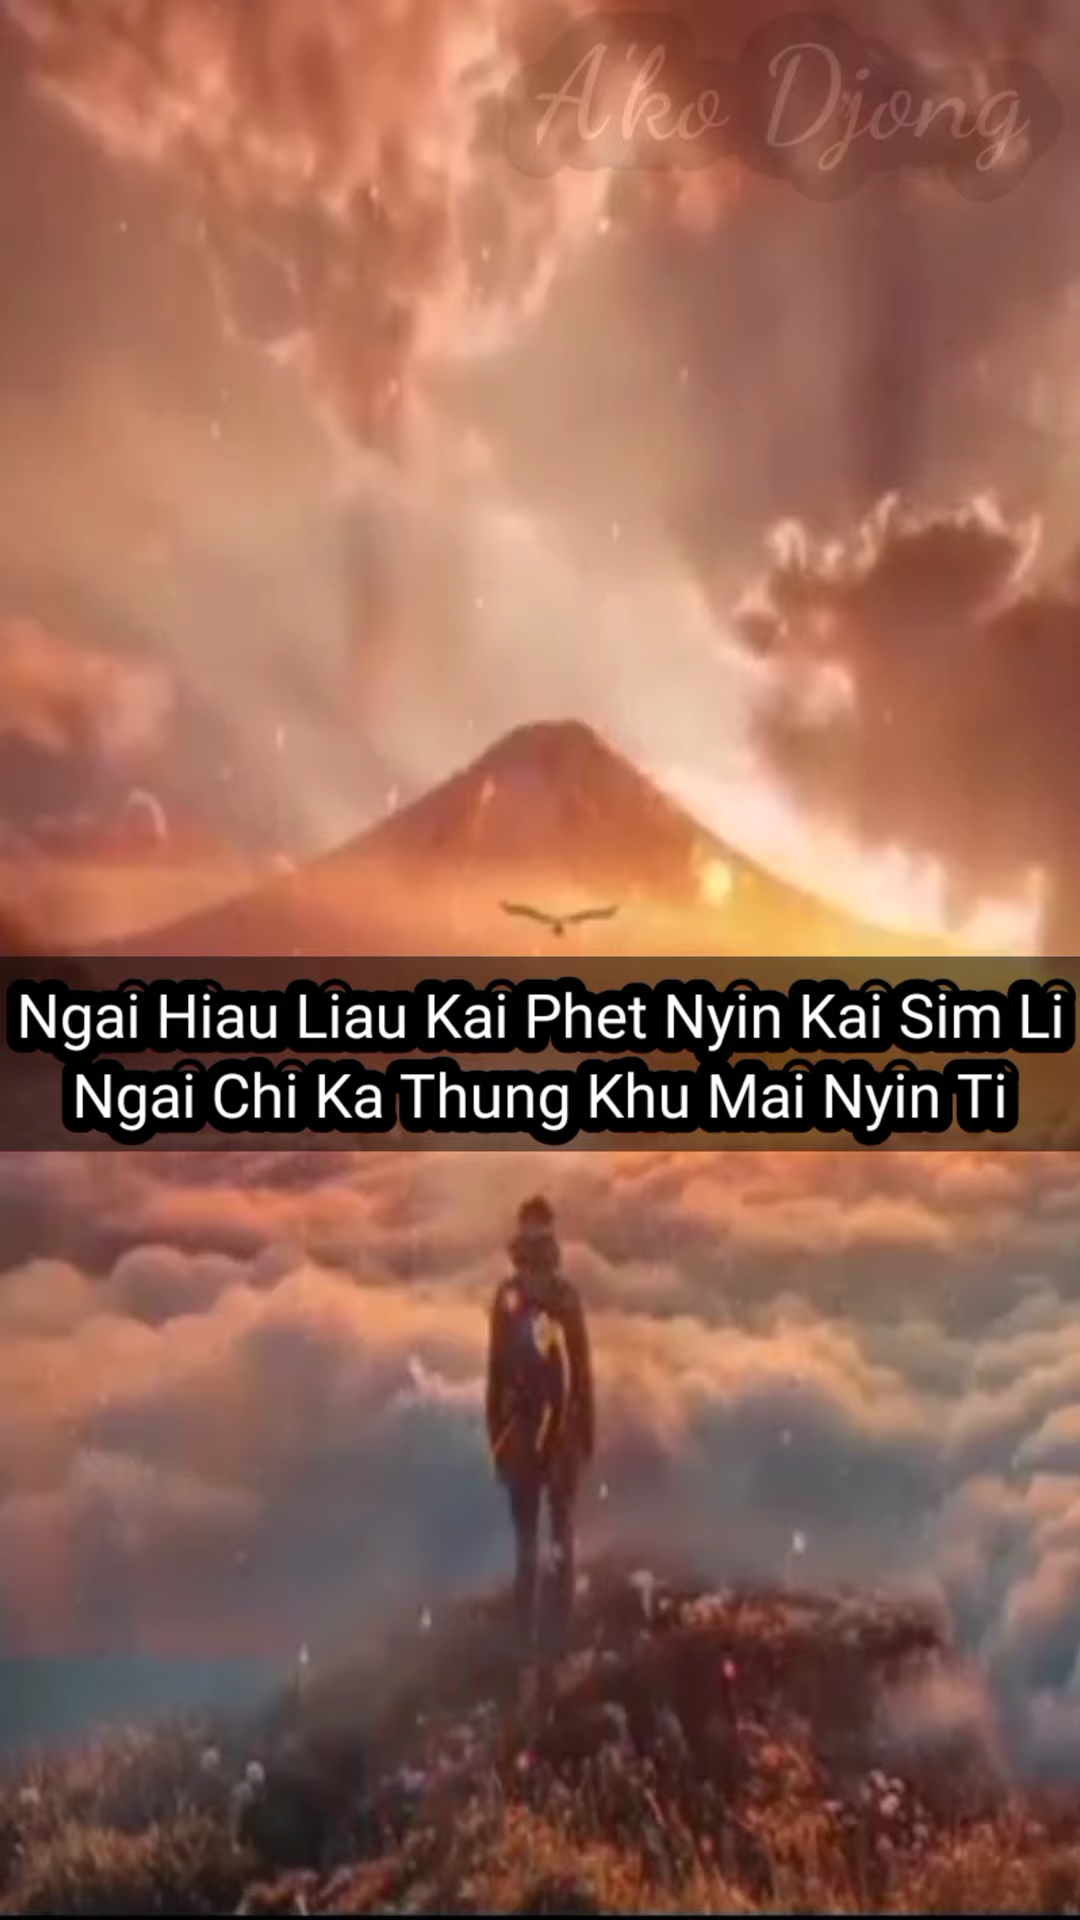 A'ko Djong
Ngai Hiau Liau Kai Phet Nyin Kai Sim Li
Ngai Chi Ka Thung Khu Mai Nyin Ti